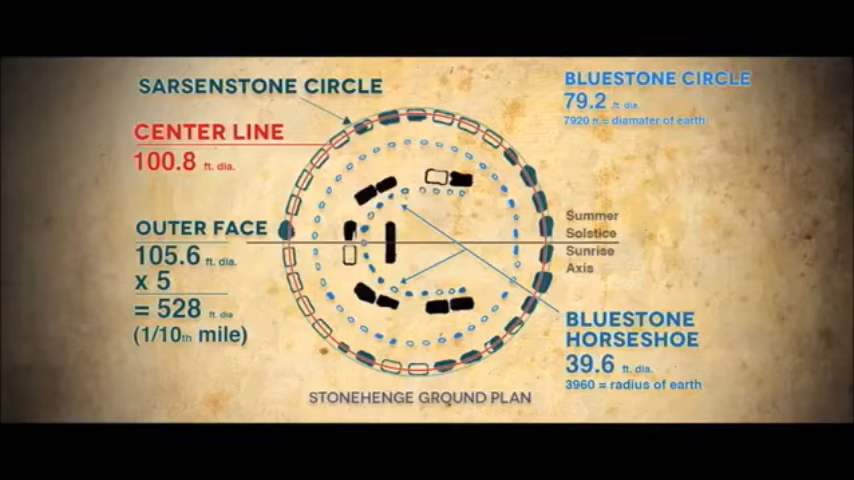 SARSENSTONE CIRCLE
CENTER LINE
100.8 ft. dia.
OUTER FACE
105.6 ft. dia.
x 5
= 528 ft. dia
(1/10th mile)
BLUESTONE CIRCLE
79.2 ft. dia.
7920 ft. = diamater of earth
Summer
Solstice
Sunrise
Axis
BLUESTONE
HORSESHOE
39.6 ft. dia.
3960 = radius of earth
STONEHENGE GROUND PLAN